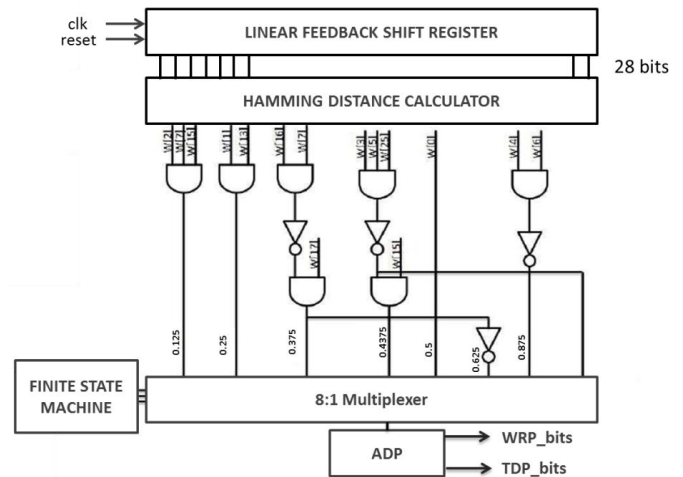 clk
reset
LINEAR FEEDBACK SHIFT REGISTER
28 bits
HAMMING DISTANCE CALCULATOR
W[2]
W[7]
W[15]
W[1]
W[13]
W[16]
W[7]
W[3]
W[5]
W[25]
W[0]
W[4]
W[6]
W[17]
W[15]
0.125
0.25
0.375
0.4375
0.5
0.625
0.875
FINITE STATE
MACHINE
8:1 Multiplexer
ADP
WRP_bits
TDP_bits